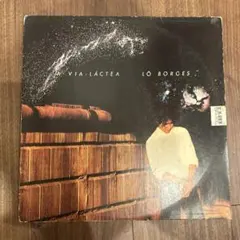 A VIA-LÁCTEA LÔ BORGES